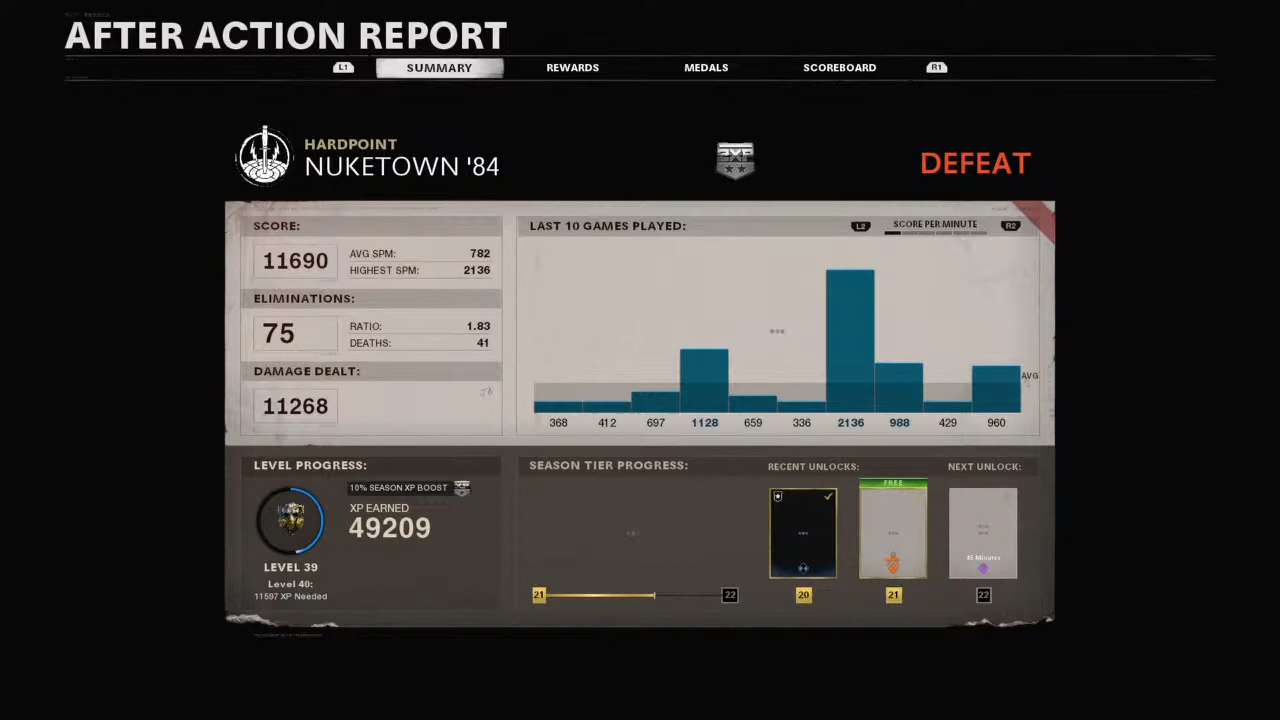 AFTER ACTION REPORT
L1 SUMMARY REWARDS MEDALS SCOREBOARD R1
HARDPOINT
NUKETOWN '84
2XP
DEFEAT
SCORE:
11690
AVG SPM: 782
HIGHEST SPM: 2136
ELIMINATIONS:
75
RATIO: 1.83
DEATHS: 41
DAMAGE DEALT:
11268
LAST 10 GAMES PLAYED:
L2 SCORE PER MINUTE R2
AVG
368 412 697 1128 659 336 2136 988 429 960
LEVEL PROGRESS:
10% SEASON XP BOOST
XP EARNED
49209
LEVEL 39
Level 40:
11597 XP Needed
SEASON TIER PROGRESS:
21 22
RECENT UNLOCKS:
FREE
20 21
NEXT UNLOCK:
45 Minutes
22